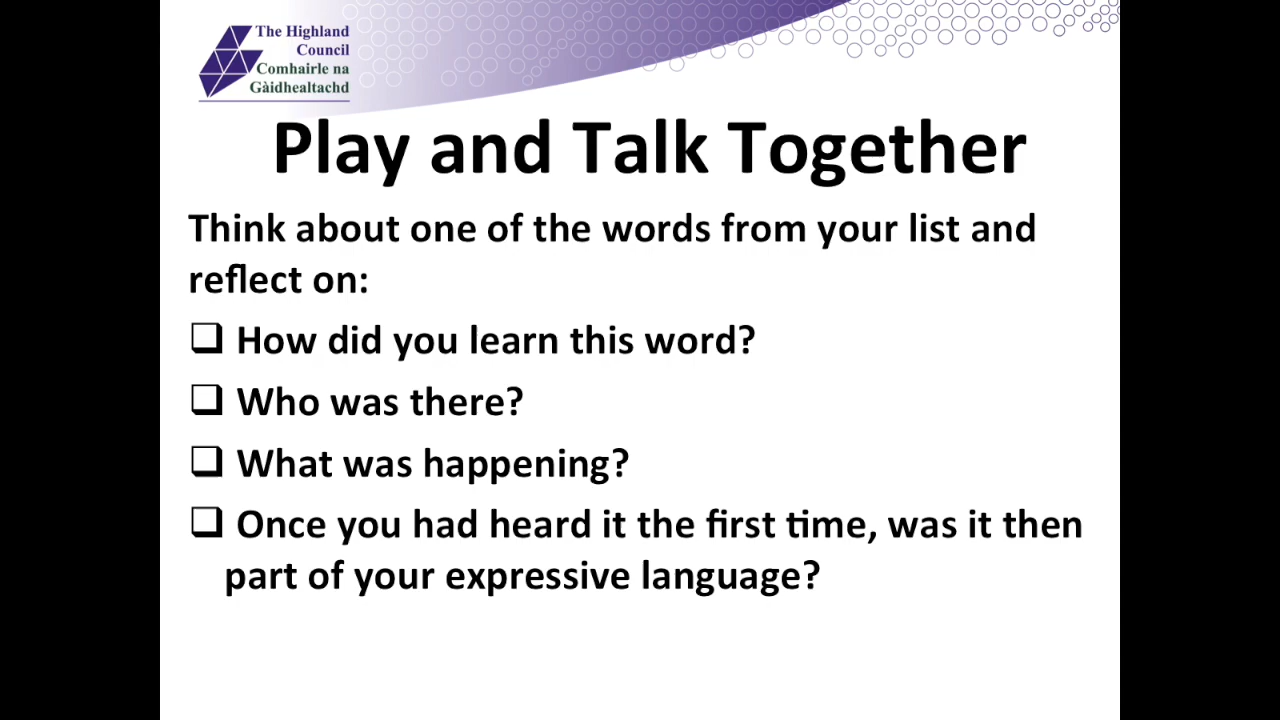 The Highland
Council
Comhairle na
Gàidhealtachd
Play and Talk Together
Think about one of the words from your list and
reflect on:
❑ How did you learn this word?
❑ Who was there?
❑ What was happening?
❑ Once you had heard it the first time, was it then
part of your expressive language?